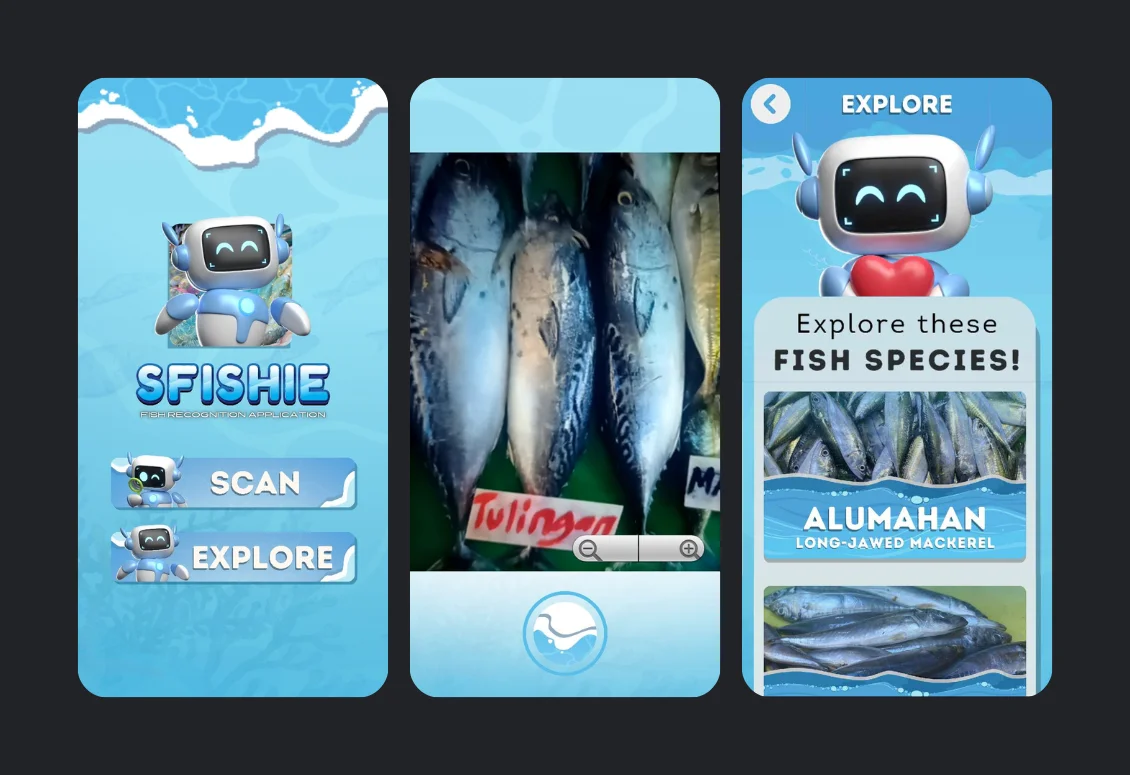 SFISHIE
FISH RECOGNITION APPLICATION
SCAN
EXPLORE
Tulingan
EXPLORE
Explore these
FISH SPECIES!
ALUMAHAN
LONG-JAWED MACKEREL